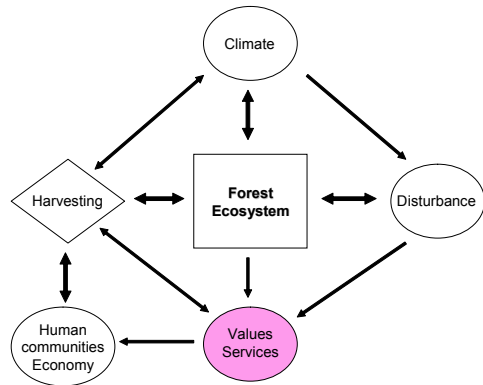 Climate
Harvesting
Forest
Ecosystem
Disturbance
Human
communities
Economy
Values
Services